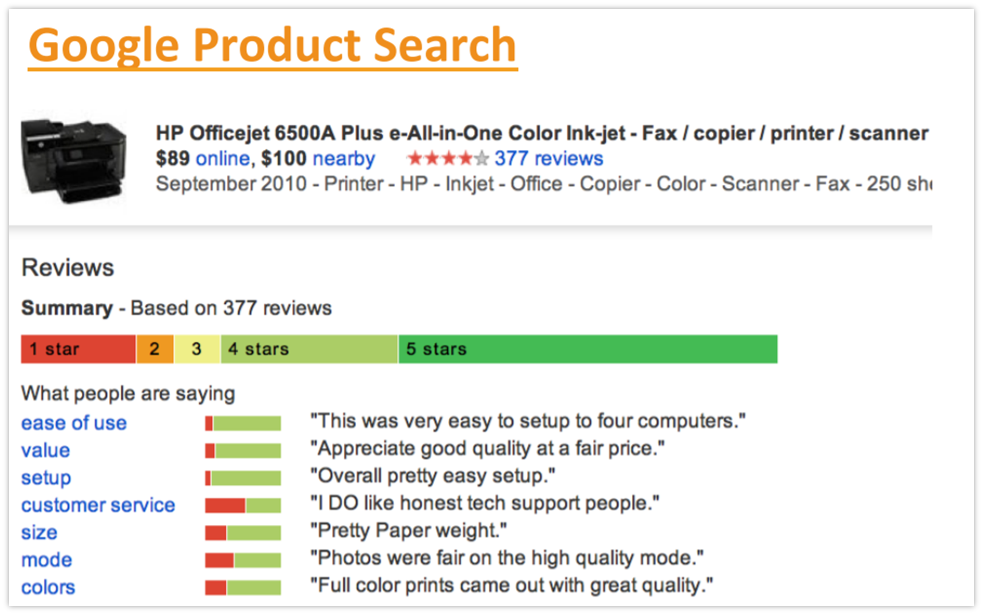 Google Product Search
HP Officejet 6500A Plus e-All-in-One Color Ink-jet - Fax / copier / printer / scanner
$89 online, $100 nearby 377 reviews
September 2010 - Printer - HP - Inkjet - Office - Copier - Color - Scanner - Fax - 250
Reviews
Summary - Based on 377 reviews
1 star 2 3 4 stars 5 stars
What people are saying
ease of use "This was very easy to setup to four computers."
value "Appreciate good quality at a fair price."
setup "Overall pretty easy setup."
customer service "I DO like honest tech support people."
size "Pretty Paper weight."
mode "Photos were fair on the high quality mode."
colors "Full color prints came out with great quality."